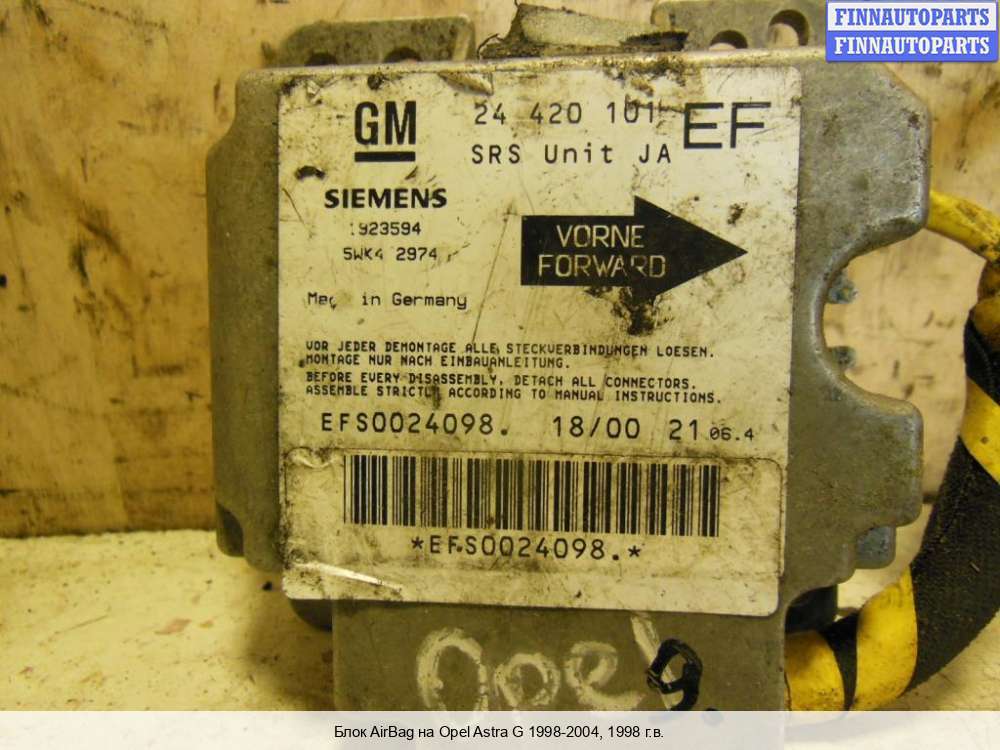 FINNAUTOPARTS
FINNAUTOPARTS
GM
24 420 101 EF
SRS Unit JA
SIEMENS
1923594
5WK4 2974
VORNE
FORWARD
in Germany
VOR JEDER DEMONTAGE ALLE STECKVERBINDUNGEN LOESEN.
MONTAGE NUR NACH EINBAUANLEITUNG.
BEFORE EVERY DISASSEMBLY, DETACH ALL CONNECTORS.
ASSEMBLE STRICTLY ACCORDING TO MANUAL INSTRUCTIONS.
EFS0024098. 18/00 21 06.4
*EFS0024098.*
Opel
Блок AirBag на Opel Astra G 1998-2004, 1998 г.в.